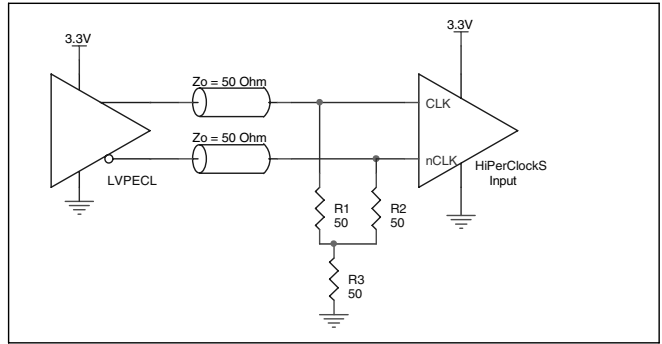 3.3V
3.3V
Zo = 50 Ohm
CLK
Zo = 50 Ohm
nCLK
HiPerClockS
Input
LVPECL
R1
50
R2
50
R3
50